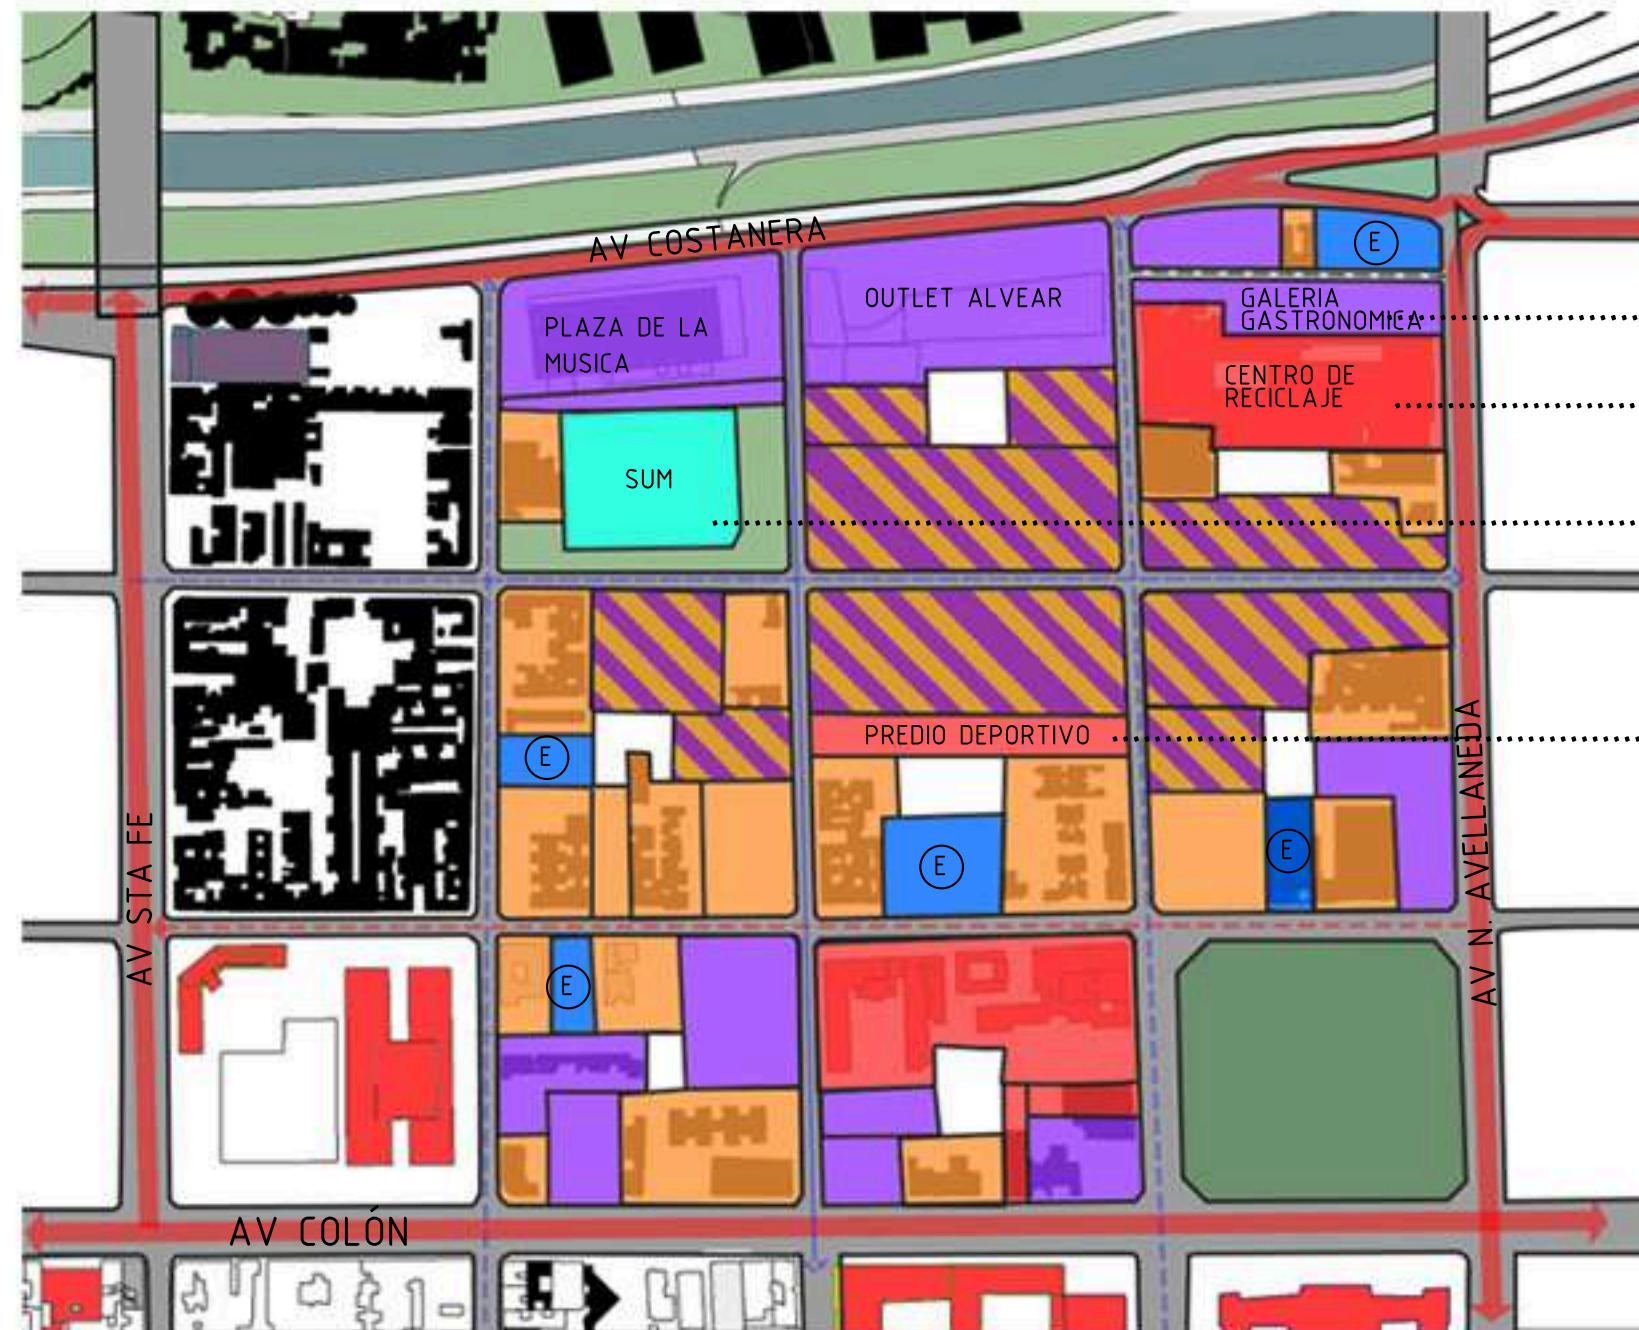 AV COSTANERA
E
PLAZA DE LA
MUSICA
OUTLET ALVEAR
GALERIA
GASTRONOMICA
CENTRO DE
RECICLAJE
SUM
PREDIO DEPORTIVO
E
E
E
AV STA FE
AV N. AVELLANEDA
E
AV COLÓN